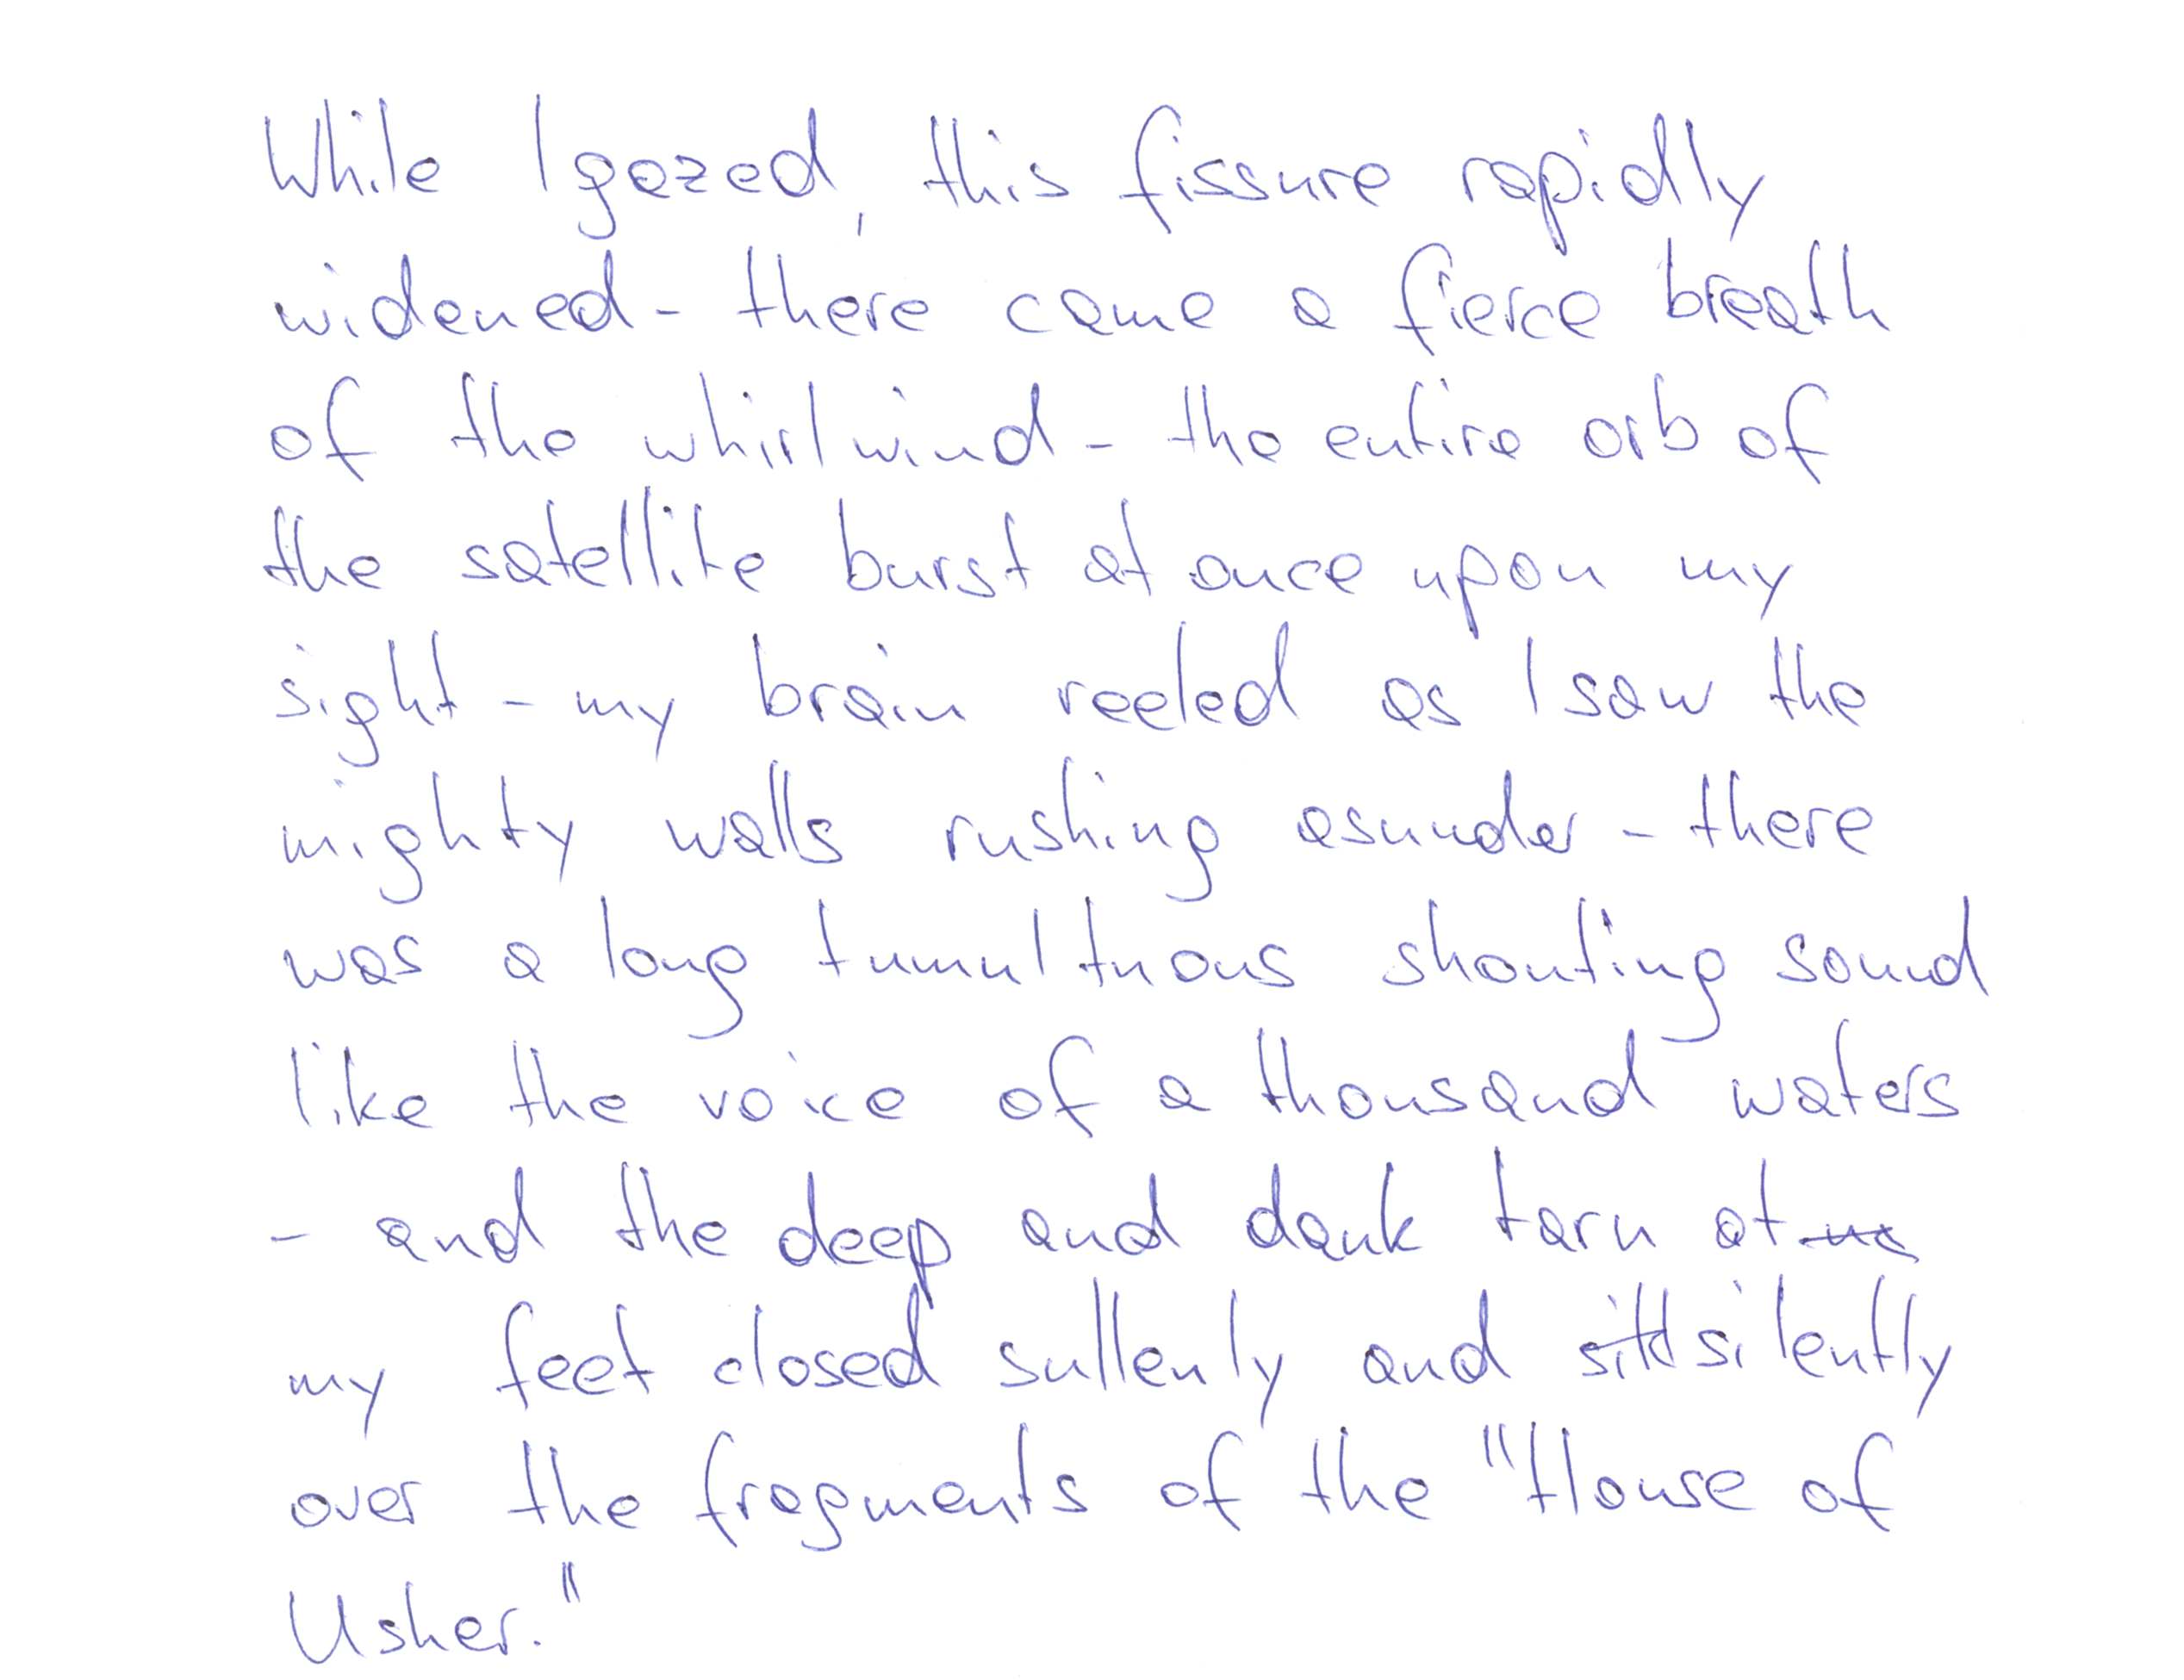 While I gazed, this fissure rapidly
widened - there came a fierce breath
of the whirlwind - the entire orb of
the satellite burst at once upon my
sight - my brain reeled as I saw the
mighty walls rushing asunder - there
was a long tumultuous shouting sound
like the voice of a thousand waters
- and the deep and dank tarn at
my feet closed sullenly and silently
over the fragments of the "House of
Usher."